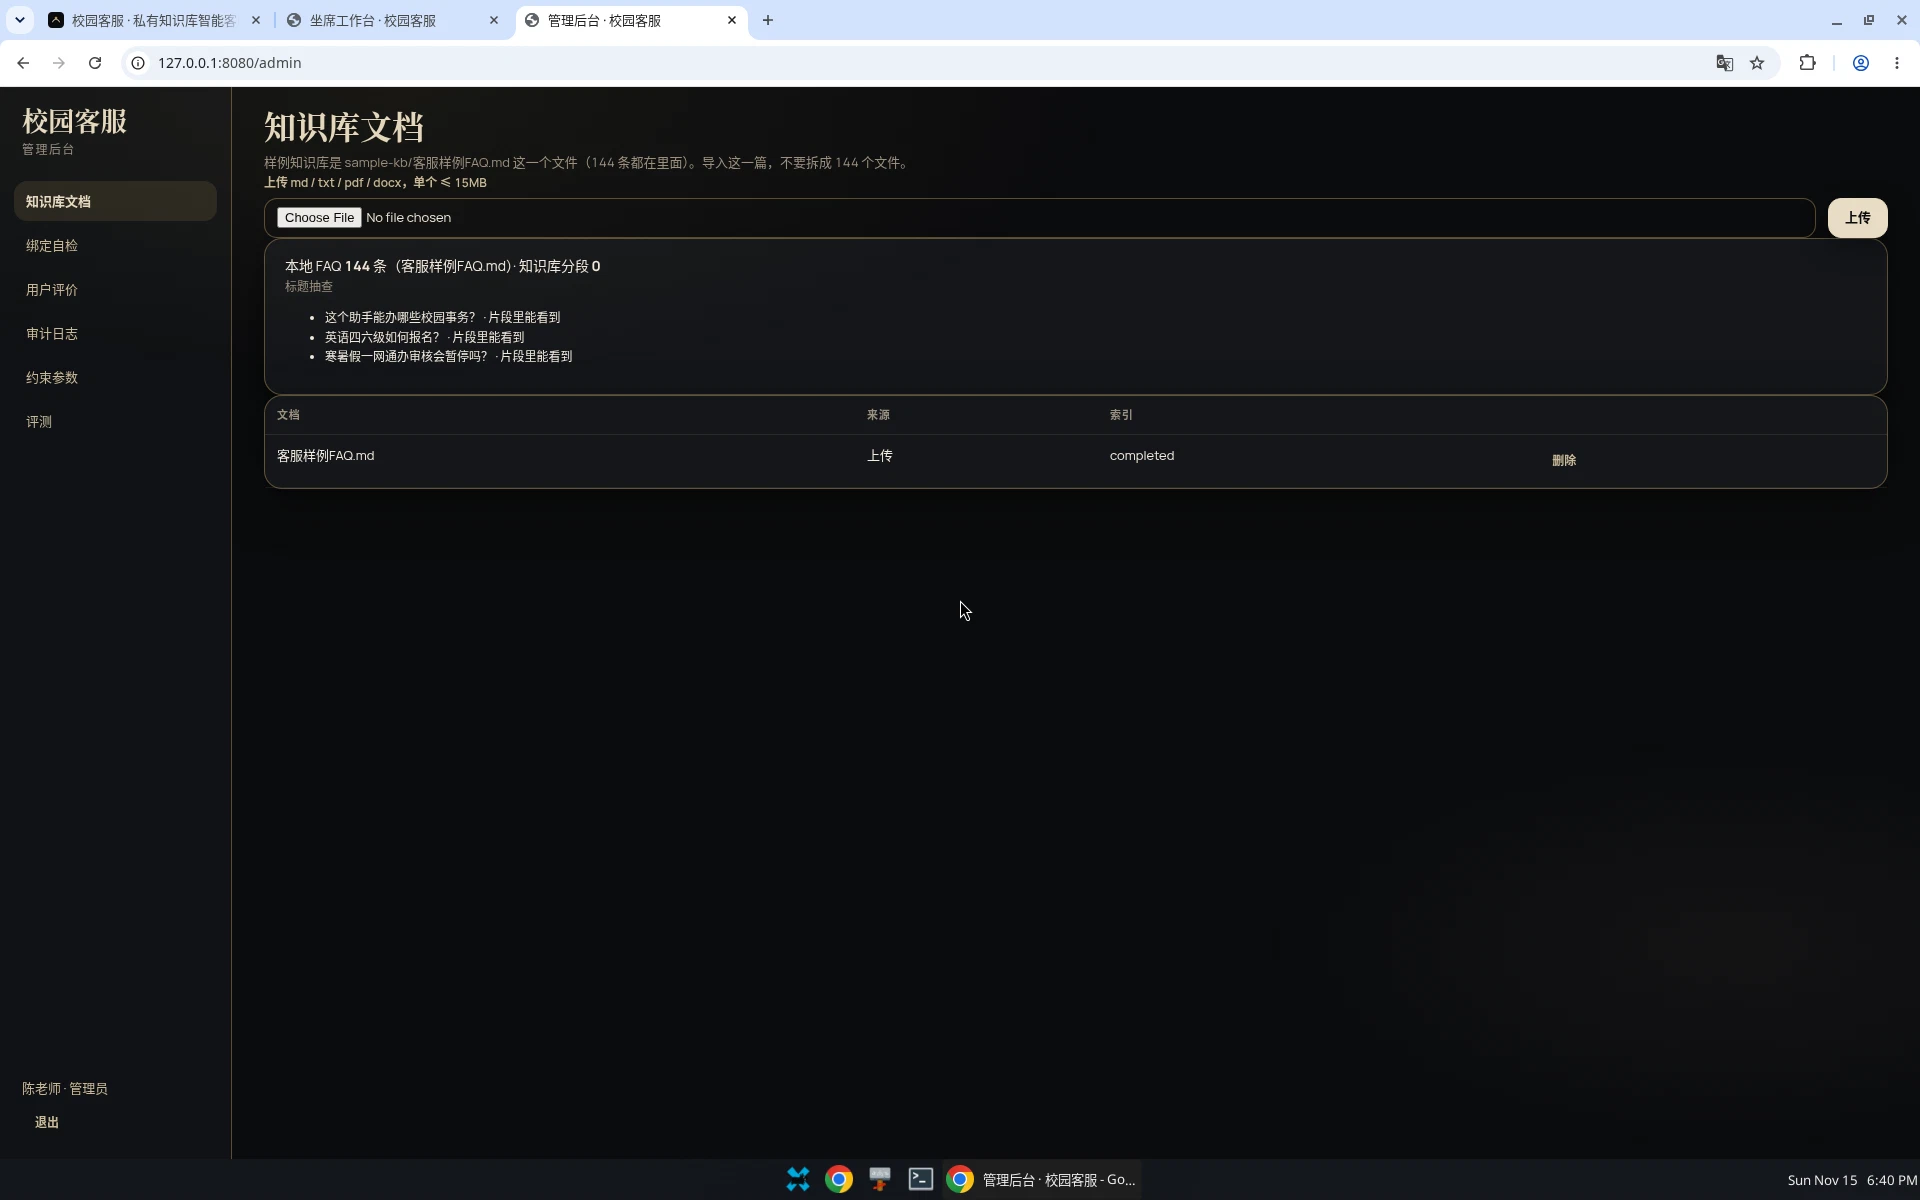 校园客服 · 私有知识库智能客
坐席工作台 · 校园客服
管理后台 · 校园客服
127.0.0.1:8080/admin
校园客服
管理后台
知识库文档
绑定自检
用户评价
审计日志
约束参数
评测
陈老师 · 管理员
退出
知识库文档
样例知识库是 sample-kb/客服样例FAQ.md 这一个文件（144 条都在里面）。导入这一篇，不要拆成 144 个文件。
上传 md / txt / pdf / docx，单个 ≤ 15MB
Choose File No file chosen
上传
本地 FAQ 144 条（客服样例FAQ.md）· 知识库分段 0
标题抽查
• 这个助手能办哪些校园事务？ · 片段里能看到
• 英语四六级如何报名？ · 片段里能看到
• 寒暑假一网通办审核会暂停吗？ · 片段里能看到
文档 来源 索引
客服样例FAQ.md 上传 completed 删除
管理后台 · 校园客服 - Go...
Sun Nov 15 6:40 PM